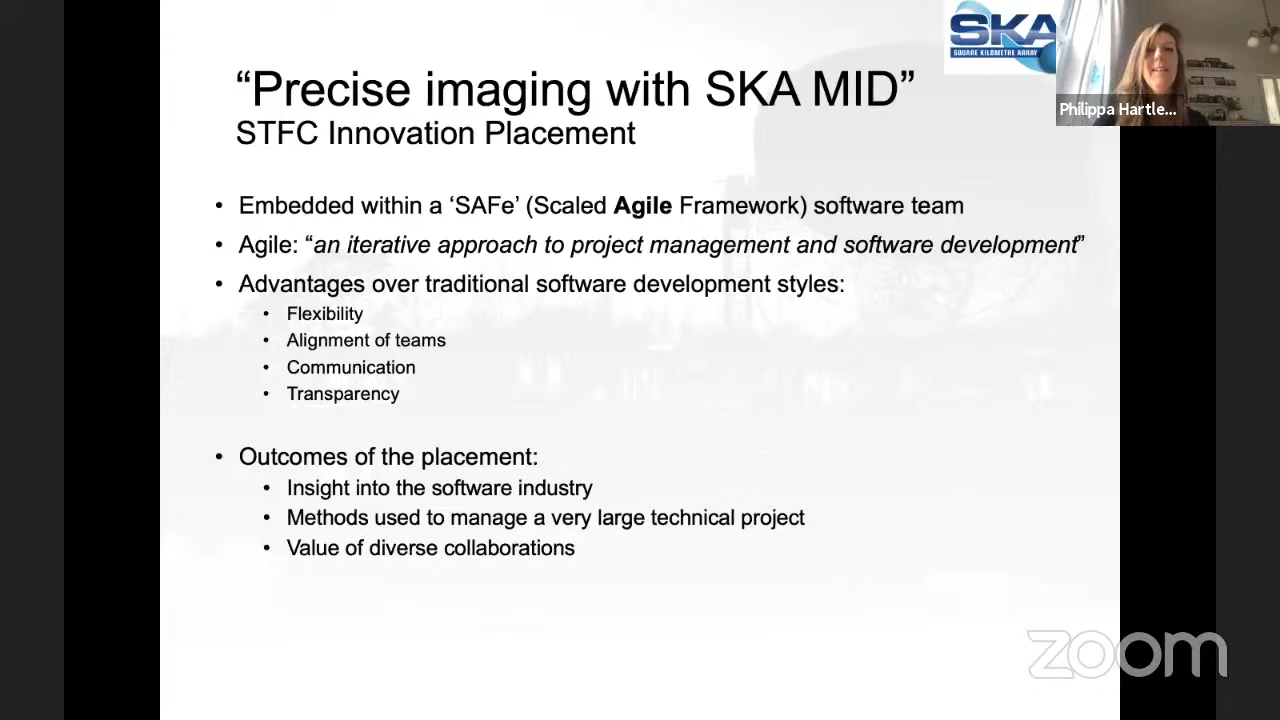 SKA
SQUARE KILOMETRE ARRAY
Philippa Hartle...
“Precise imaging with SKA MID”
STFC Innovation Placement
• Embedded within a ‘SAFe’ (Scaled Agile Framework) software team
• Agile: “an iterative approach to project management and software development”
• Advantages over traditional software development styles:
• Flexibility
• Alignment of teams
• Communication
• Transparency
• Outcomes of the placement:
• Insight into the software industry
• Methods used to manage a very large technical project
• Value of diverse collaborations
zoom